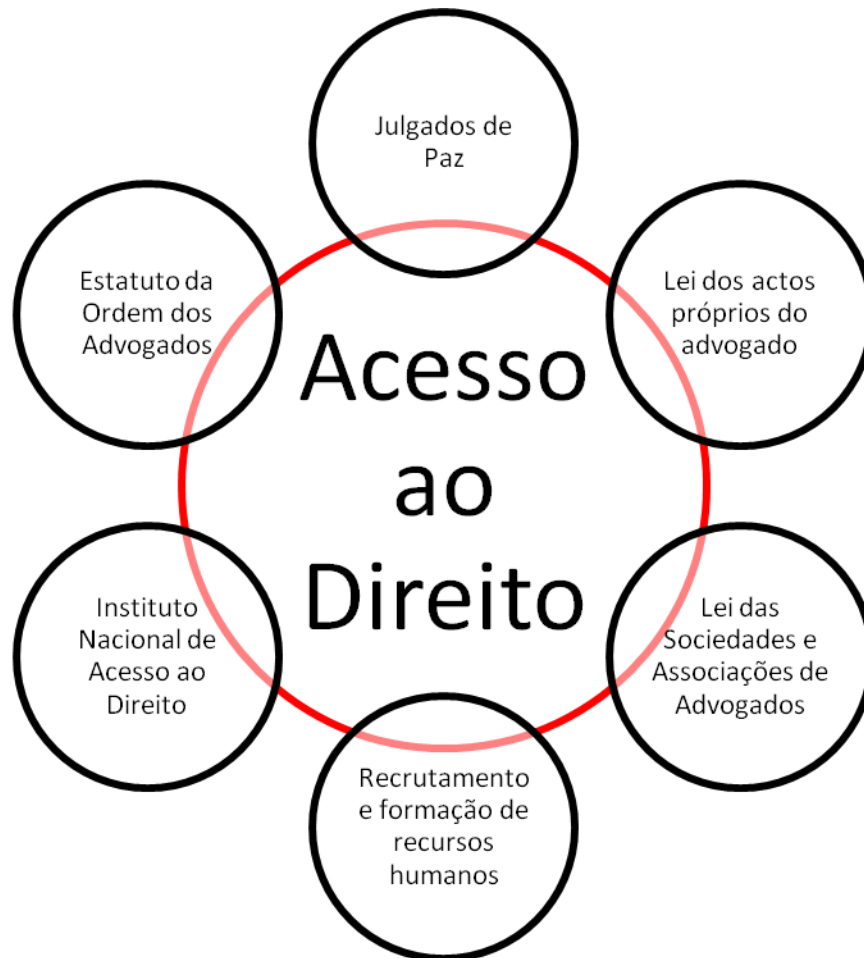 Julgados de
Paz
Estatuto da
Ordem dos
Advogados
Lei dos actos
próprios do
advogado
Acesso
ao
Direito
Instituto
Nacional de
Acesso ao
Direito
Lei das
Sociedades e
Associações de
Advogados
Recrutamento
e formação de
recursos
humanos